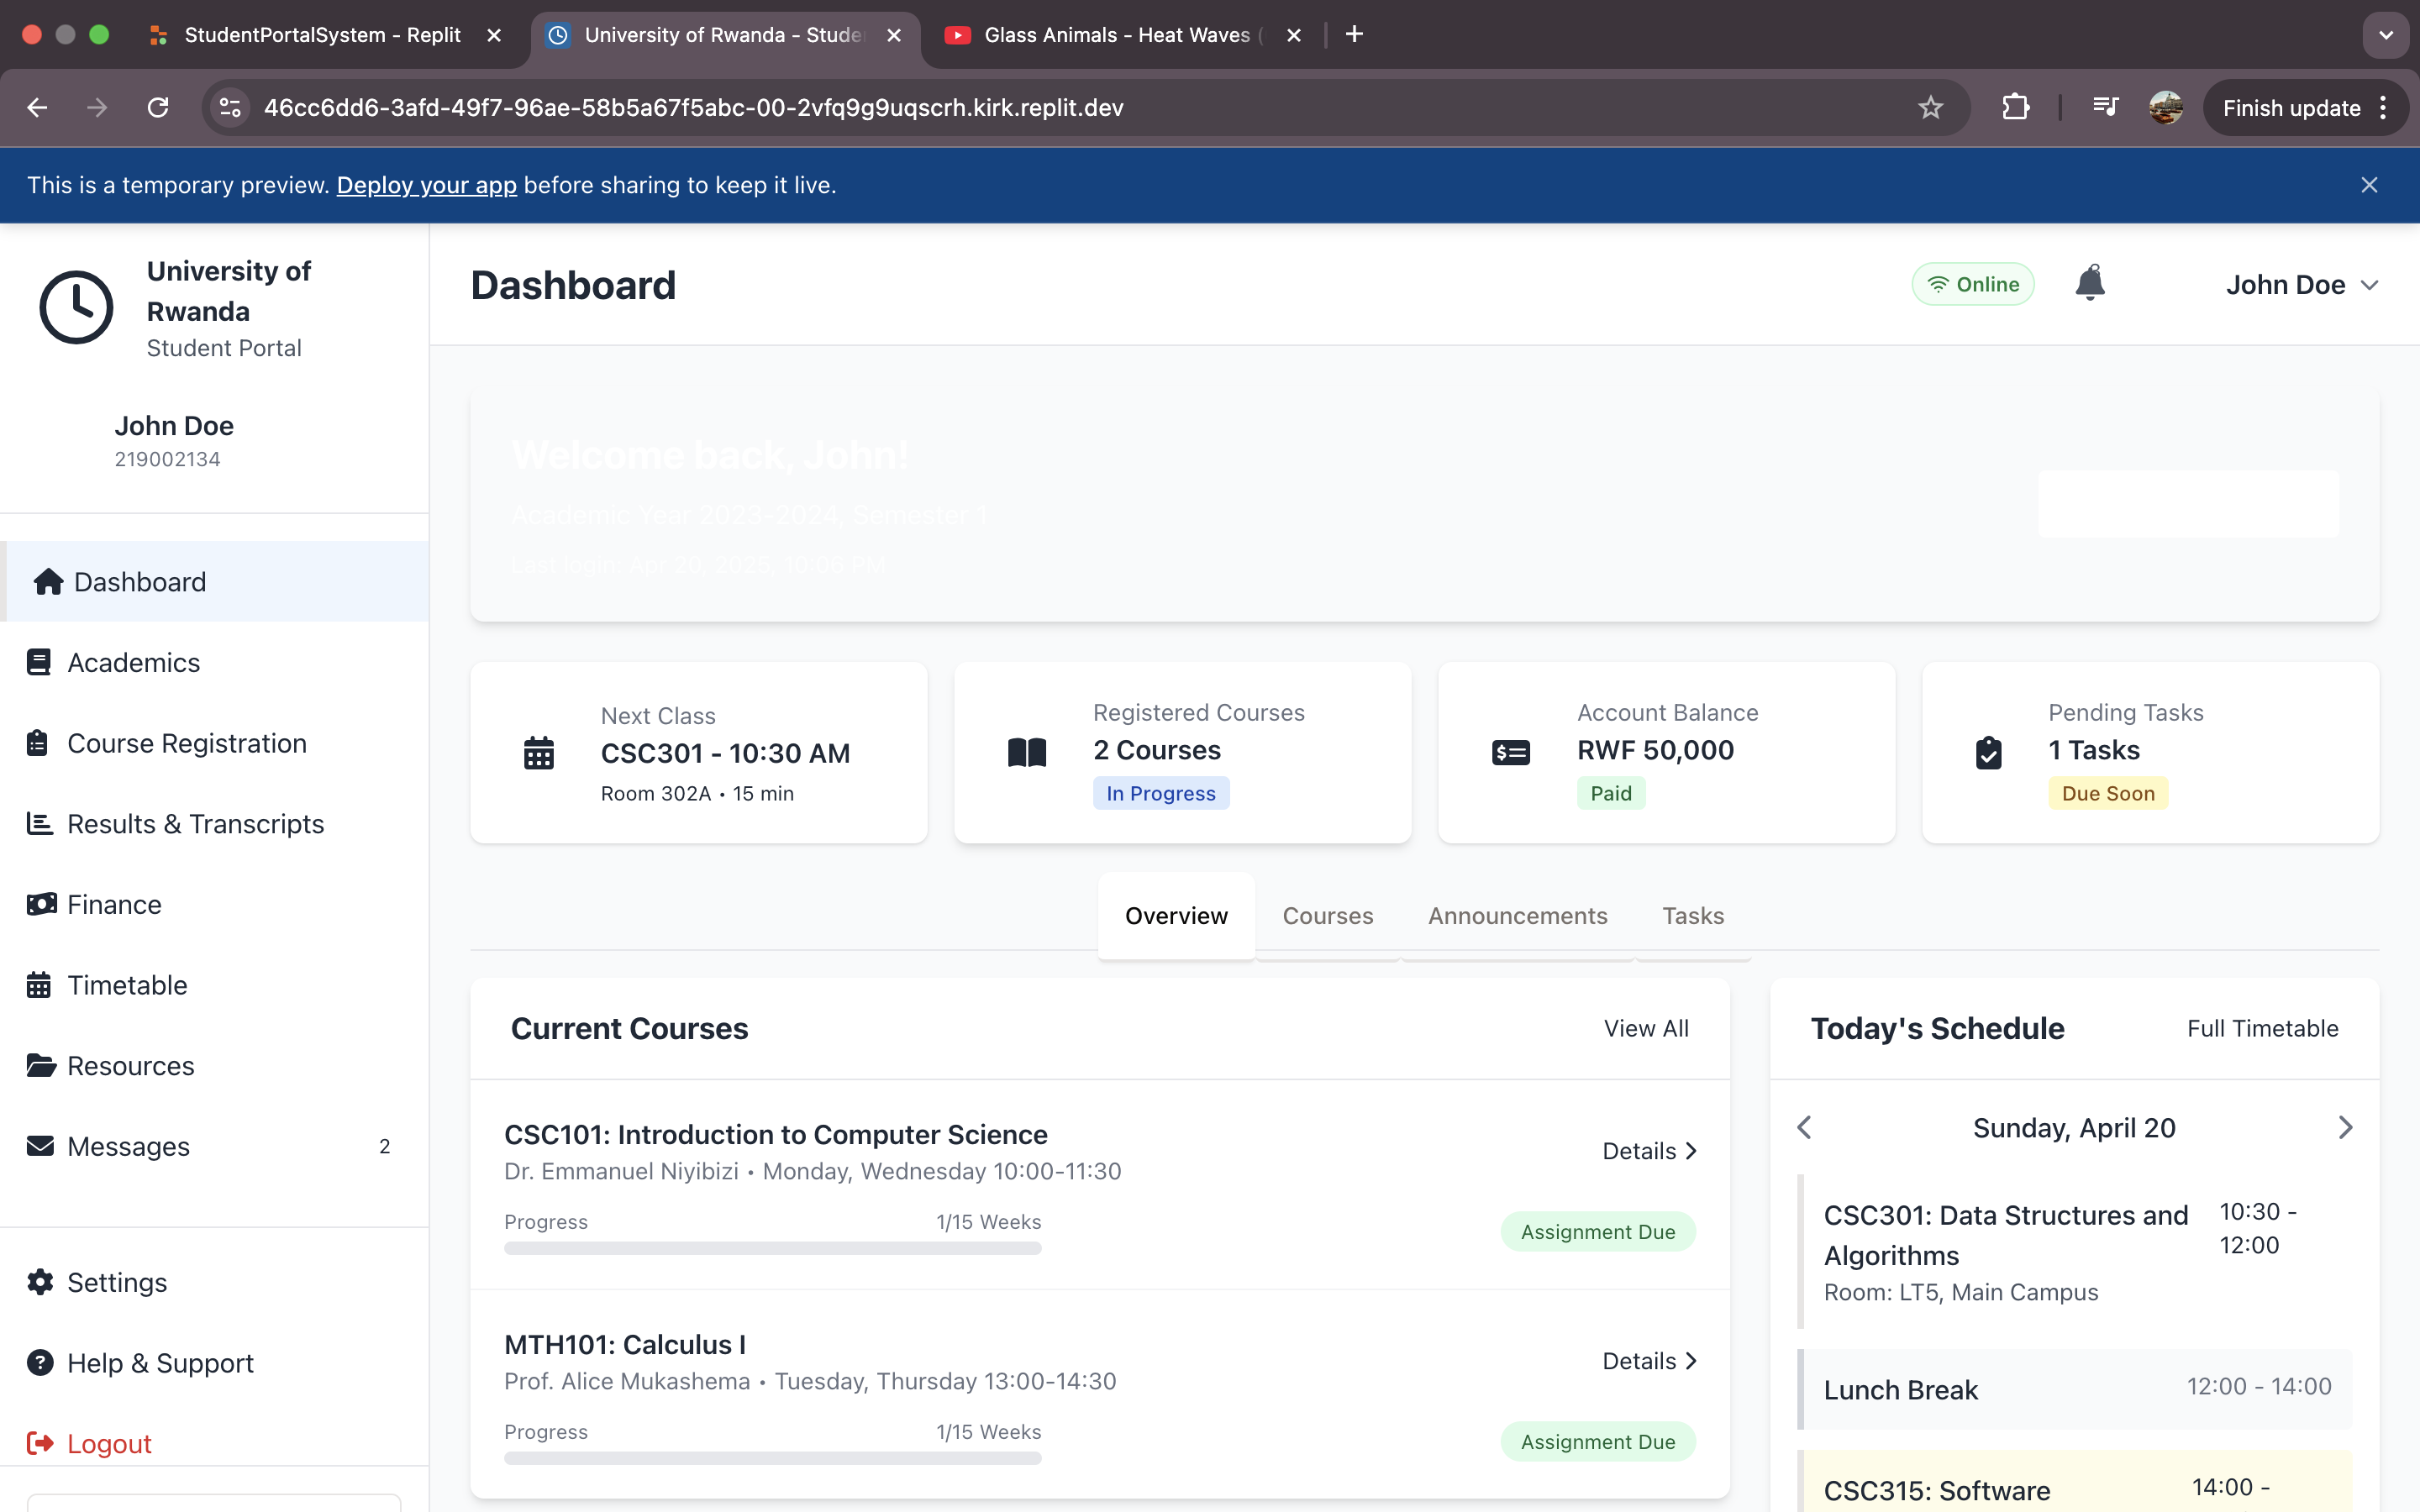 StudentPortalSystem - Replit
University of Rwanda - Stude
Glass Animals - Heat Waves (
46cc6dd6-3afd-49f7-96ae-58b5a67f5abc-00-2vfq9g9uqscrh.kirk.replit.dev
Finish update
This is a temporary preview. Deploy your app before sharing to keep it live.
University of
Rwanda
Student Portal
John Doe
219002134
Dashboard
Academics
Course Registration
Results & Transcripts
Finance
Timetable
Resources
Messages 2
Settings
Help & Support
Logout
Dashboard
Online
John Doe
Welcome back, John!
Academic Year 2023-2024, Semester 1
Last login: Apr 20, 2025, 10:06 PM
Next Class
CSC301 - 10:30 AM
Room 302A • 15 min
Registered Courses
2 Courses
In Progress
Account Balance
RWF 50,000
Paid
Pending Tasks
1 Tasks
Due Soon
Overview Courses Announcements Tasks
Current Courses View All
CSC101: Introduction to Computer Science
Dr. Emmanuel Niyibizi • Monday, Wednesday 10:00-11:30
Details
Progress 1/15 Weeks
Assignment Due
MTH101: Calculus I
Prof. Alice Mukashema • Tuesday, Thursday 13:00-14:30
Details
Progress 1/15 Weeks
Assignment Due
Today's Schedule Full Timetable
Sunday, April 20
CSC301: Data Structures and
Algorithms
10:30 -
12:00
Room: LT5, Main Campus
Lunch Break 12:00 - 14:00
CSC315: Software 14:00 -